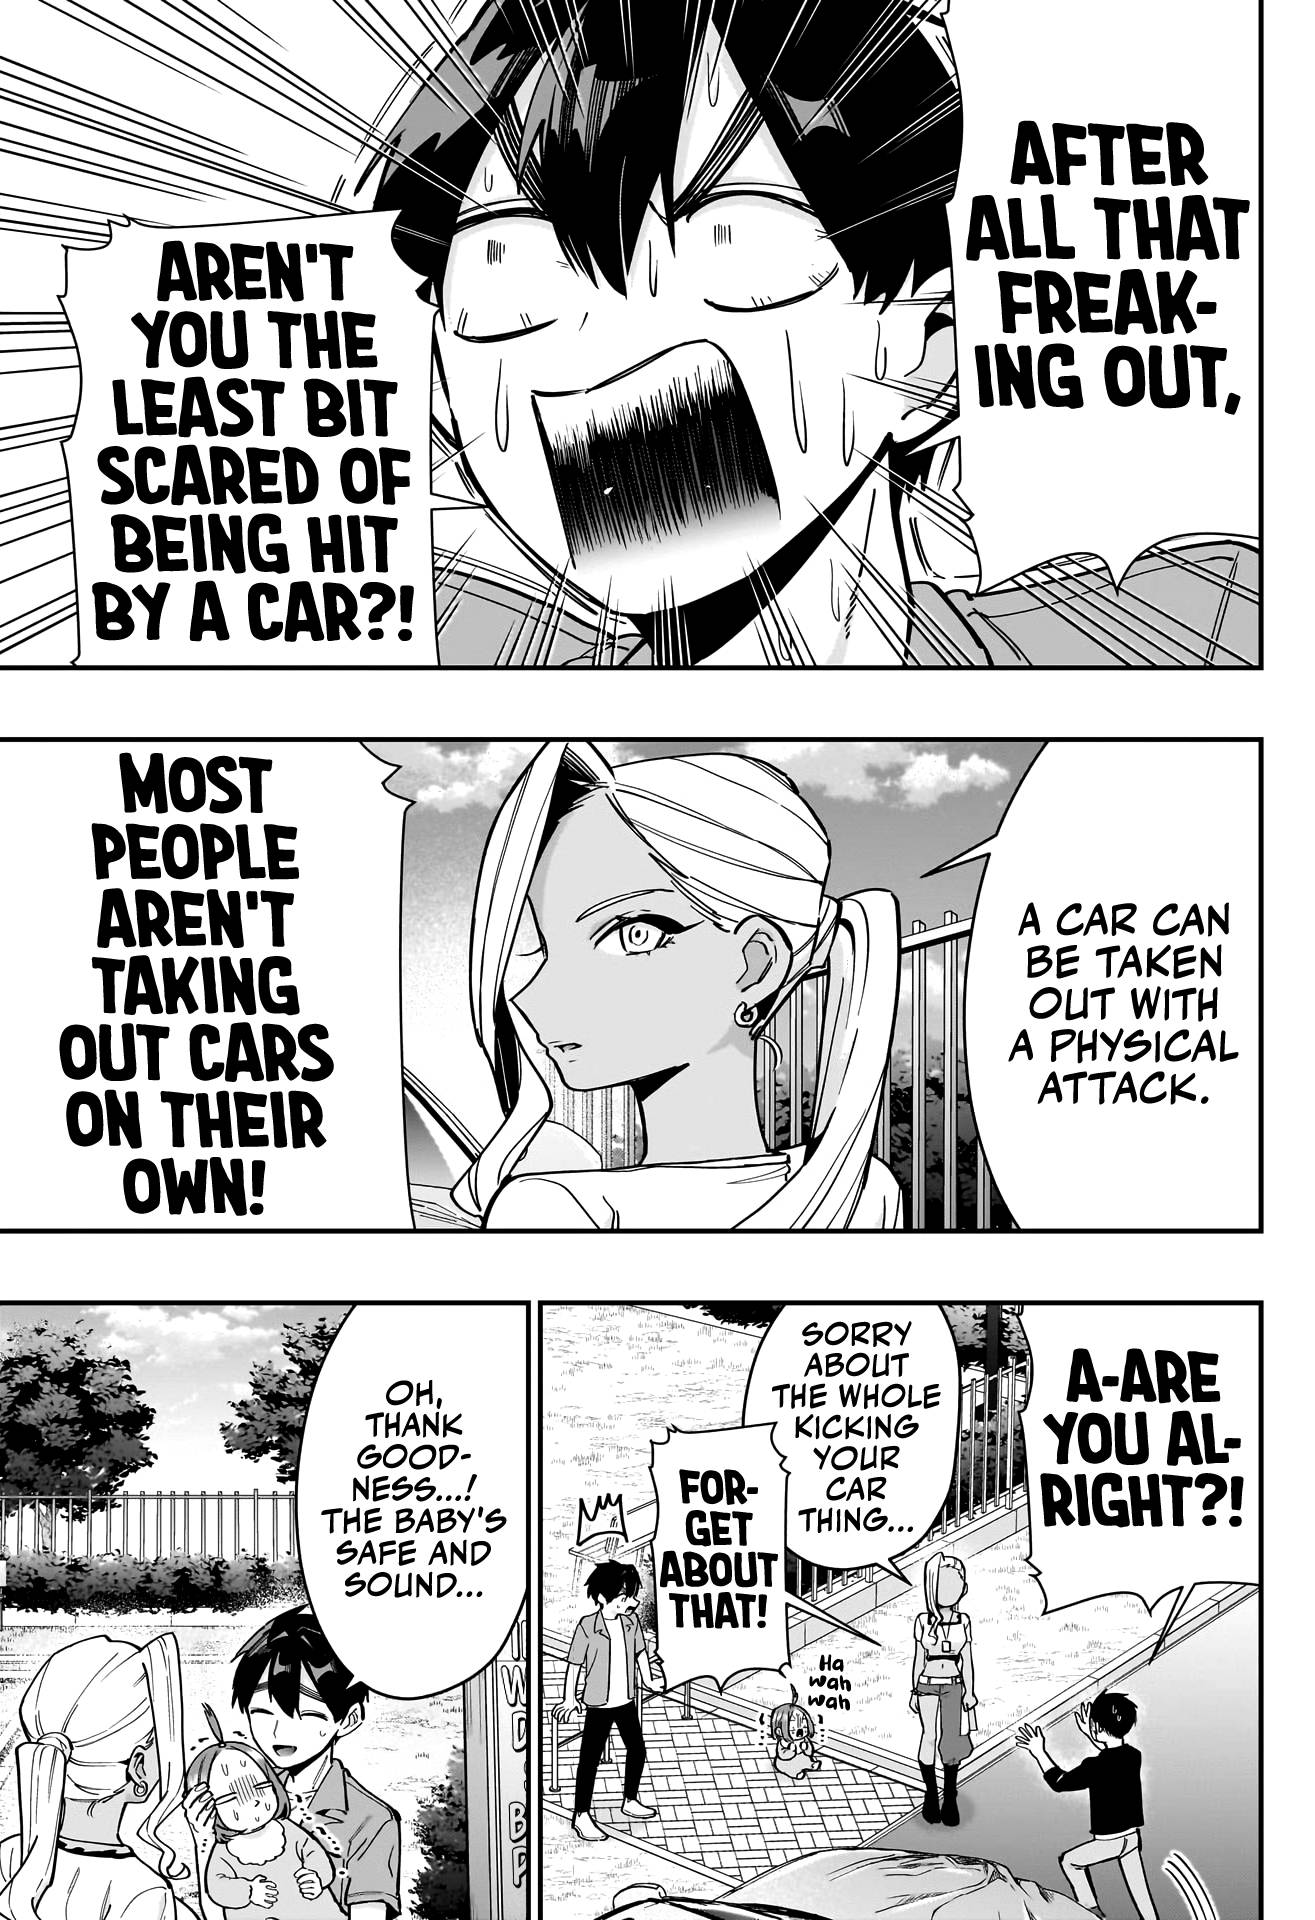 AFTER
ALL THAT
FREAK-
ING OUT,
AREN'T
YOU THE
LEAST BIT
SCARED OF
BEING HIT
BY A CAR?!
A CAR CAN
BE TAKEN
OUT WITH
A PHYSICAL
ATTACK.
MOST
PEOPLE
AREN'T
TAKING
OUT CARS
ON THEIR
OWN!
A-ARE
YOU AL-
RIGHT?!
SORRY
ABOUT
THE WHOLE
KICKING
YOUR
CAR
THING...
FOR-
GET
ABOUT
THAT!
Ha
wah
wah
OH,
THANK
GOOD-
NESS...!
THE BABY'S
SAFE AND
SOUND...